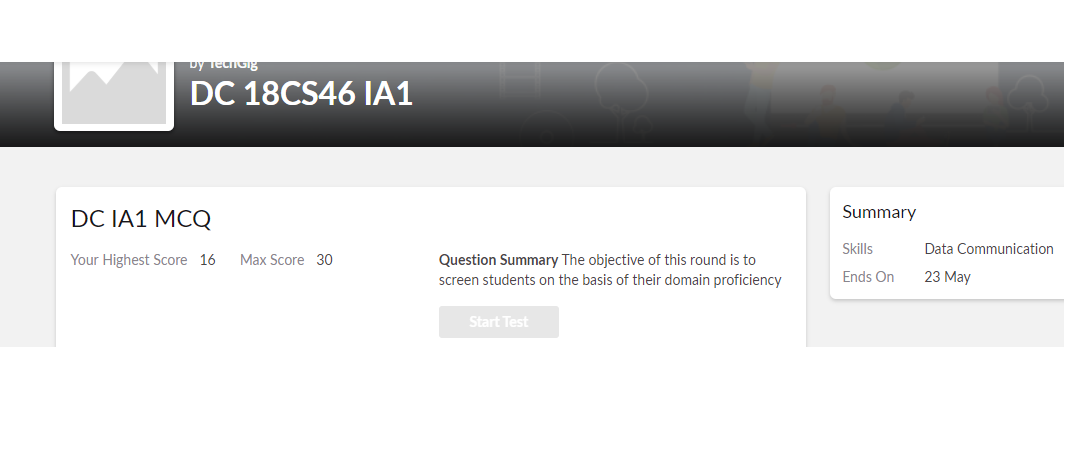 by TechGig
DC 18CS46 IA1
DC IA1 MCQ
Your Highest Score 16 Max Score 30
Question Summary The objective of this round is to
screen students on the basis of their domain proficiency
Start Test
Summary
Skills Data Communication
Ends On 23 May